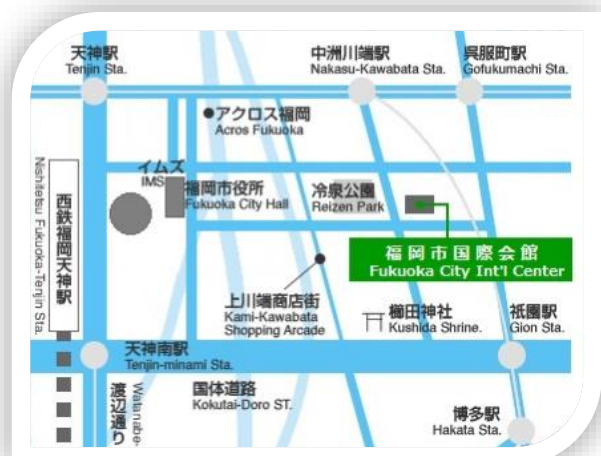 天神駅
Tenjin Sta.
中洲川端駅
Nakasu-Kawabata Sta.
呉服町駅
Gofukumachi Sta.
アクロス福岡
Acros Fukuoka
イムズ
IMS
福岡市役所
Fukuoka City Hall
冷泉公園
Reizen Park
西鉄福岡天神駅
Nishitetsu Fukuoka-Tenjin Sta.
福岡市国際会館
Fukuoka City Int'l Center
上川端商店街
Kami-Kawabata
Shopping Arcade
櫛田神社
Kushida Shrine.
祇園駅
Gion Sta.
天神南駅
Tenjin-minami Sta.
渡辺通り
Watanabe-
国体道路
Kokutai-Doro ST.
博多駅
Hakata Sta.